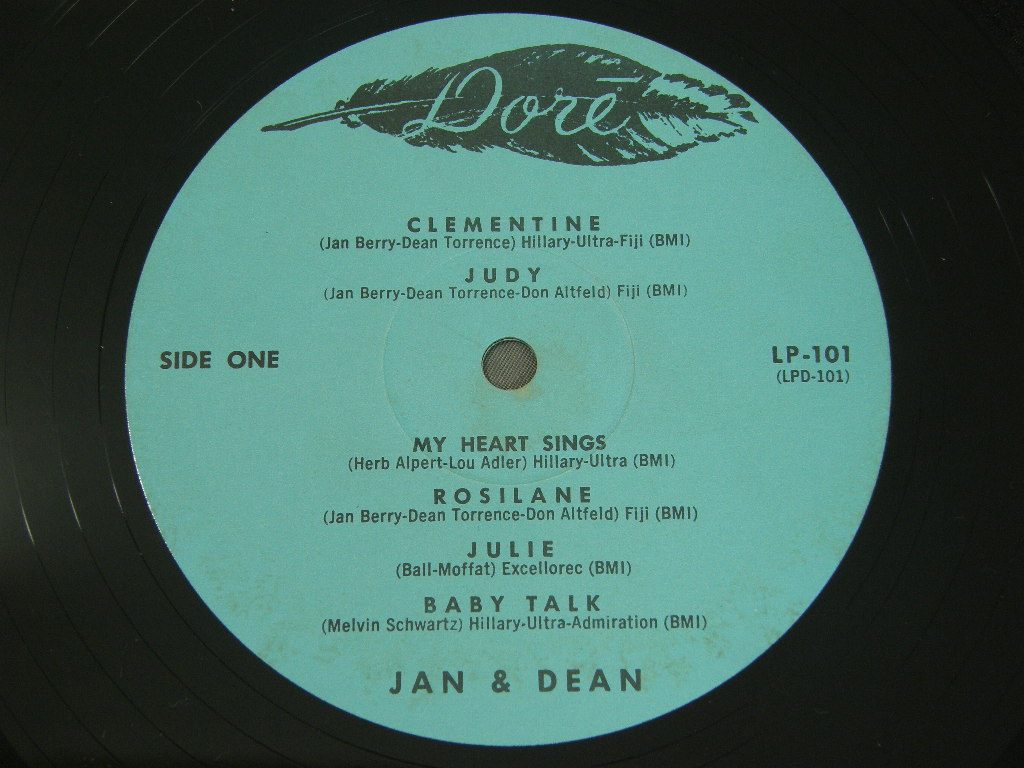 Doré
CLEMENTINE
(Jan Berry-Dean Torrence) Hillary-Ultra-Fiji (BMI)
JUDY
(Jan Berry-Dean Torrence-Don Altfeld) Fiji (BMI)
SIDE ONE
LP-101
(LPD-101)
MY HEART SINGS
(Herb Alpert-Lou Adler) Hillary-Ultra (BMI)
ROSILANE
(Jan Berry-Dean Torrence-Don Altfeld) Fiji (BMI)
JULIE
(Ball-Moffat) Excellorec (BMI)
BABY TALK
(Melvin Schwartz) Hillary-Ultra-Admiration (BMI)
JAN & DEAN